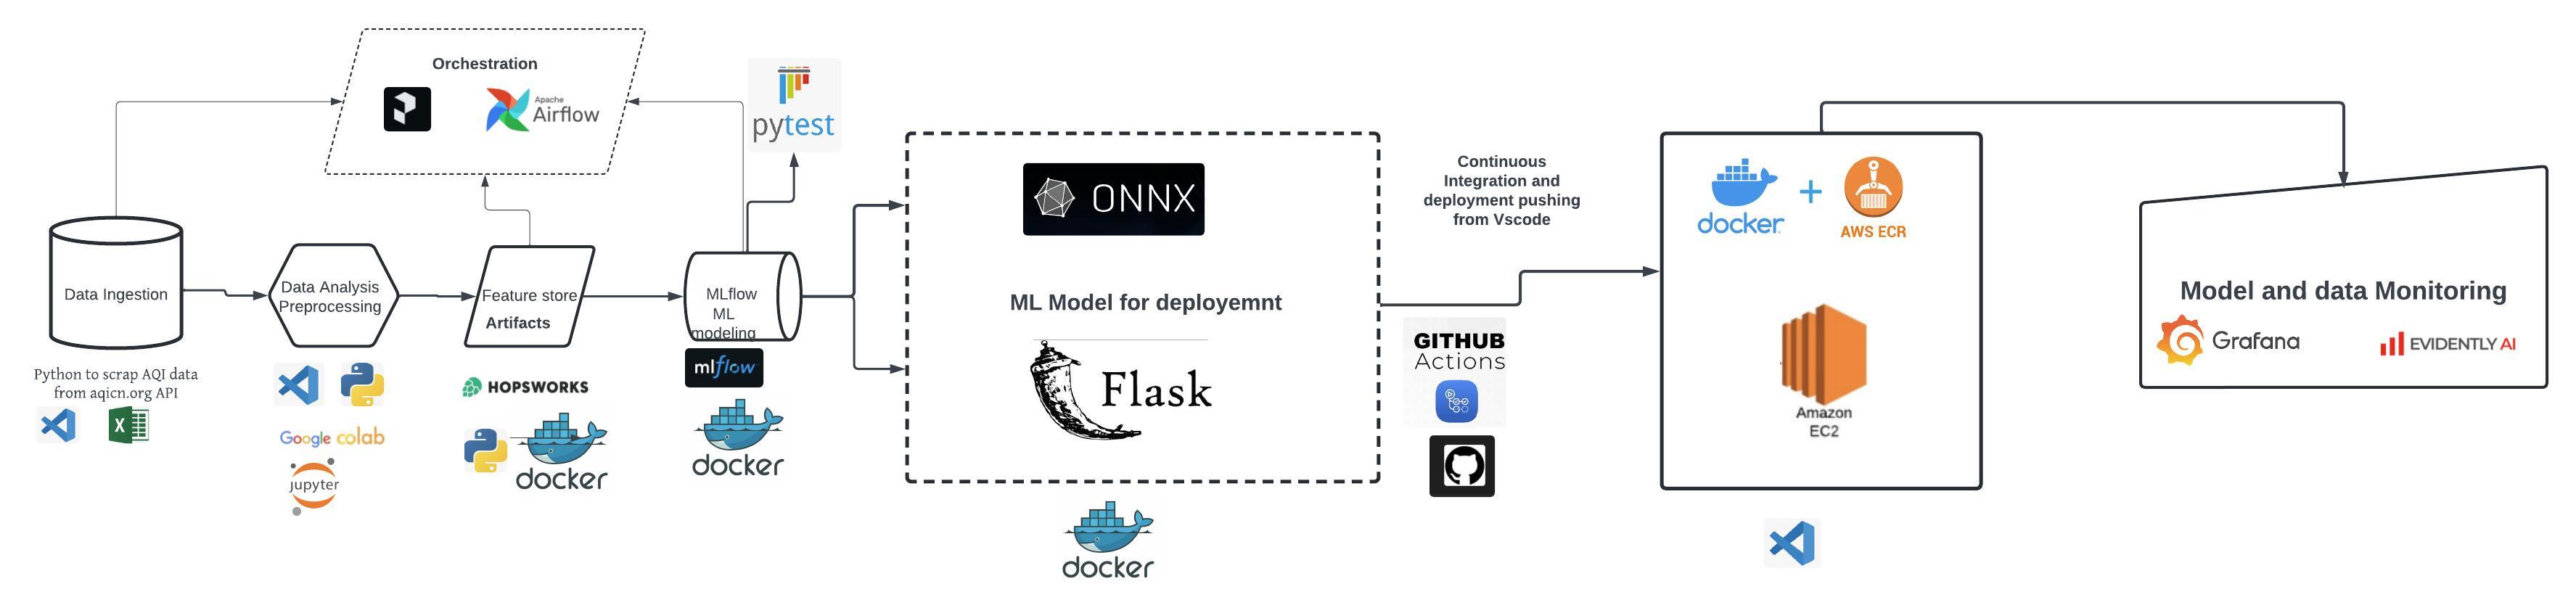 Orchestration
Apache
Airflow
pytest
Data Ingestion
Python to scrap AQI data
from aqicn.org API
X
Data Analysis
Preprocessing
Google colab
jupyter
Feature store
Artifacts
HOPSWORKS
docker
MLflow
ML
modeling
mlflow
docker
ONNX
ML Model for deployemnt
Flask
docker
Continuous
Integration and
deployment pushing
from Vscode
GITHUB
Actions
docker
+
AWS ECR
Amazon
EC2
Model and data Monitoring
Grafana
EVIDENTLY AI